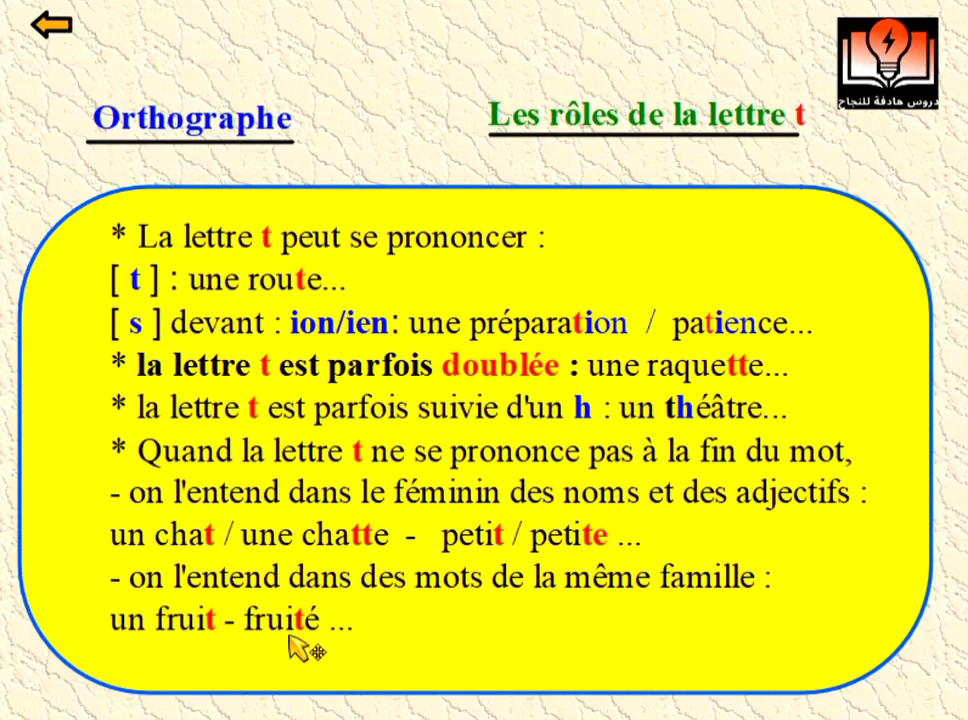 دروس هادفة للنجاح
Orthographe
Les rôles de la lettre t
* La lettre t peut se prononcer :
[ t ] : une route...
[ s ] devant : ion/ien: une préparation / patience...
* la lettre t est parfois doublée : une raquette...
* la lettre t est parfois suivie d'un h : un théâtre...
* Quand la lettre t ne se prononce pas à la fin du mot,
- on l'entend dans le féminin des noms et des adjectifs :
un chat / une chatte - petit / petite ...
- on l'entend dans des mots de la même famille :
un fruit - fruité ...